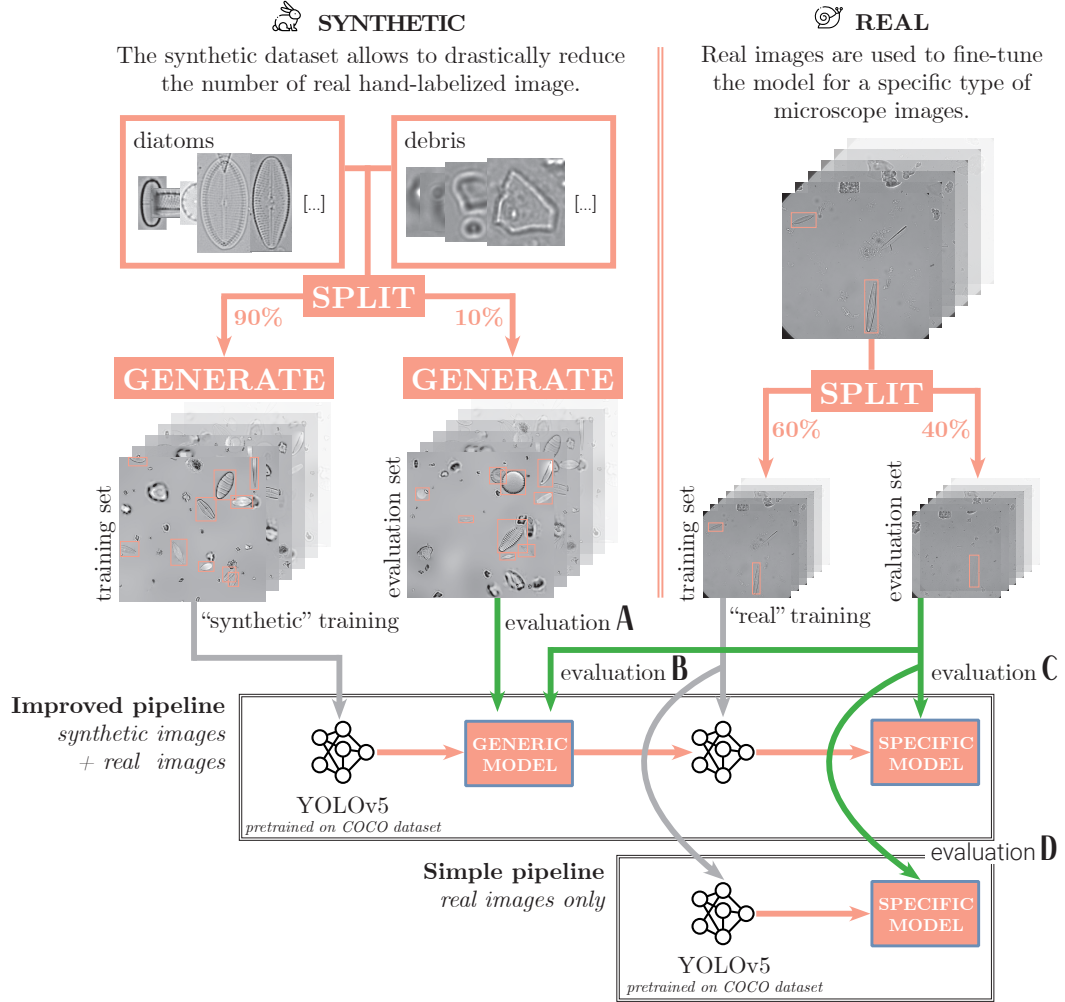 SYNTHETIC
The synthetic dataset allows to drastically reduce
the number of real hand-labelized image.
diatoms
[...]
debris
[...]
SPLIT
90%
10%
GENERATE
GENERATE
training set
evaluation set
"synthetic" training
evaluation A
REAL
Real images are used to fine-tune
the model for a specific type of
microscope images.
SPLIT
60%
40%
training set
evaluation set
"real" training
evaluation B
evaluation C
Improved pipeline
synthetic images
+ real images
YOLOv5
pretrained on COCO dataset
GENERIC
MODEL
SPECIFIC
MODEL
evaluation D
Simple pipeline
real images only
YOLOv5
pretrained on COCO dataset
SPECIFIC
MODEL